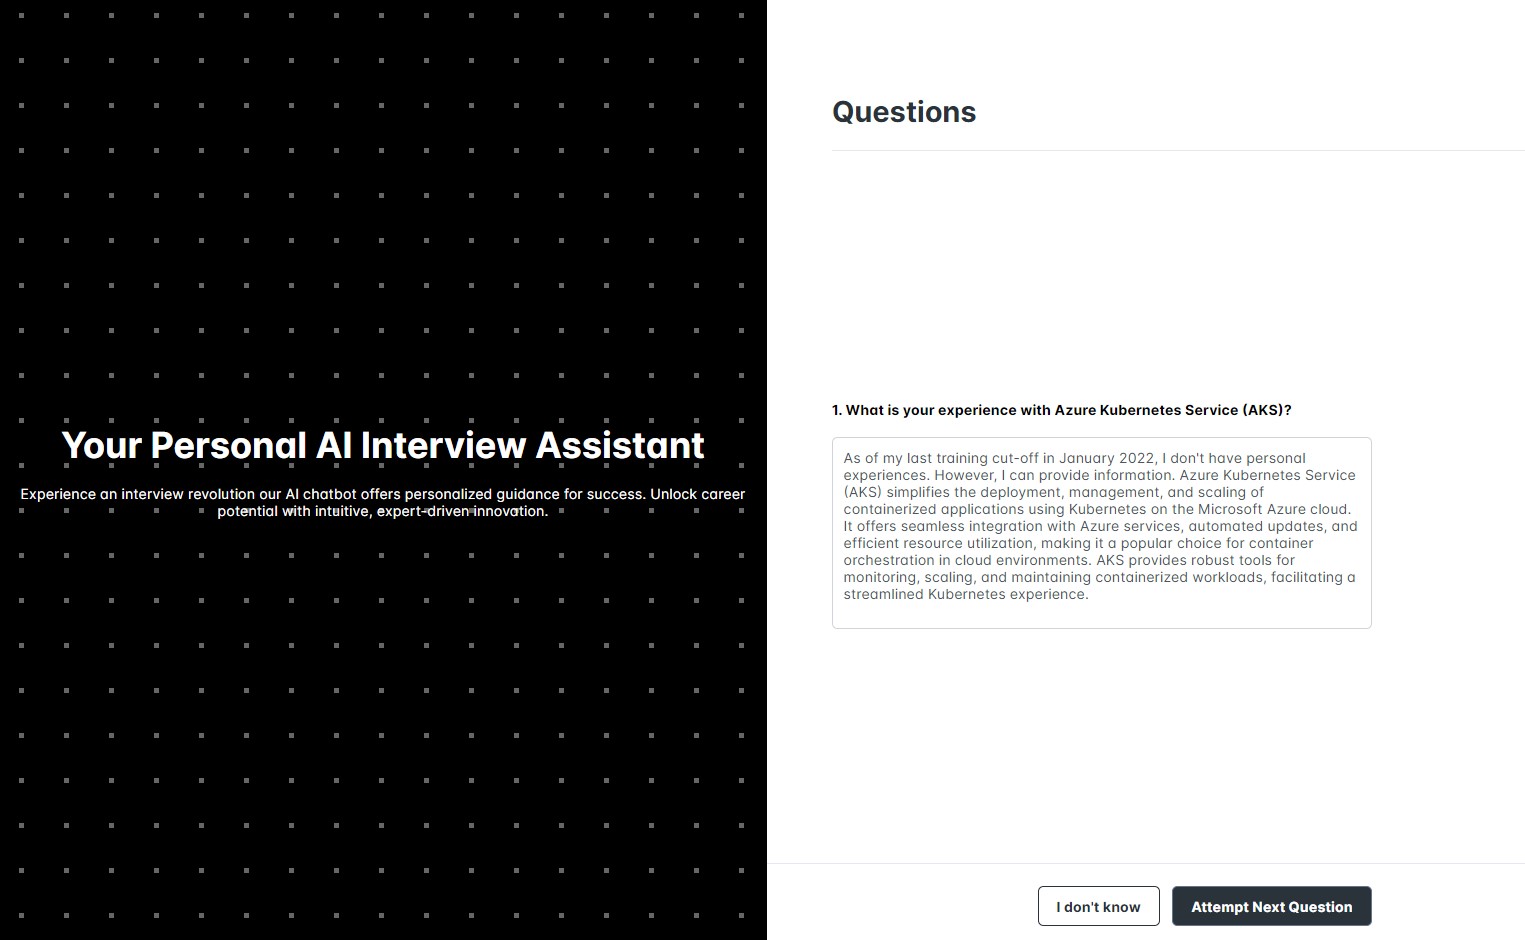 Your Personal AI Interview Assistant
Experience an interview revolution our AI chatbot offers personalized guidance for success. Unlock career
potential with intuitive, expert-driven innovation.
Questions
1. What is your experience with Azure Kubernetes Service (AKS)?
As of my last training cut-off in January 2022, I don't have personal
experiences. However, I can provide information. Azure Kubernetes Service
(AKS) simplifies the deployment, management, and scaling of
containerized applications using Kubernetes on the Microsoft Azure cloud.
It offers seamless integration with Azure services, automated updates, and
efficient resource utilization, making it a popular choice for container
orchestration in cloud environments. AKS provides robust tools for
monitoring, scaling, and maintaining containerized workloads, facilitating a
streamlined Kubernetes experience.
I don't know
Attempt Next Question